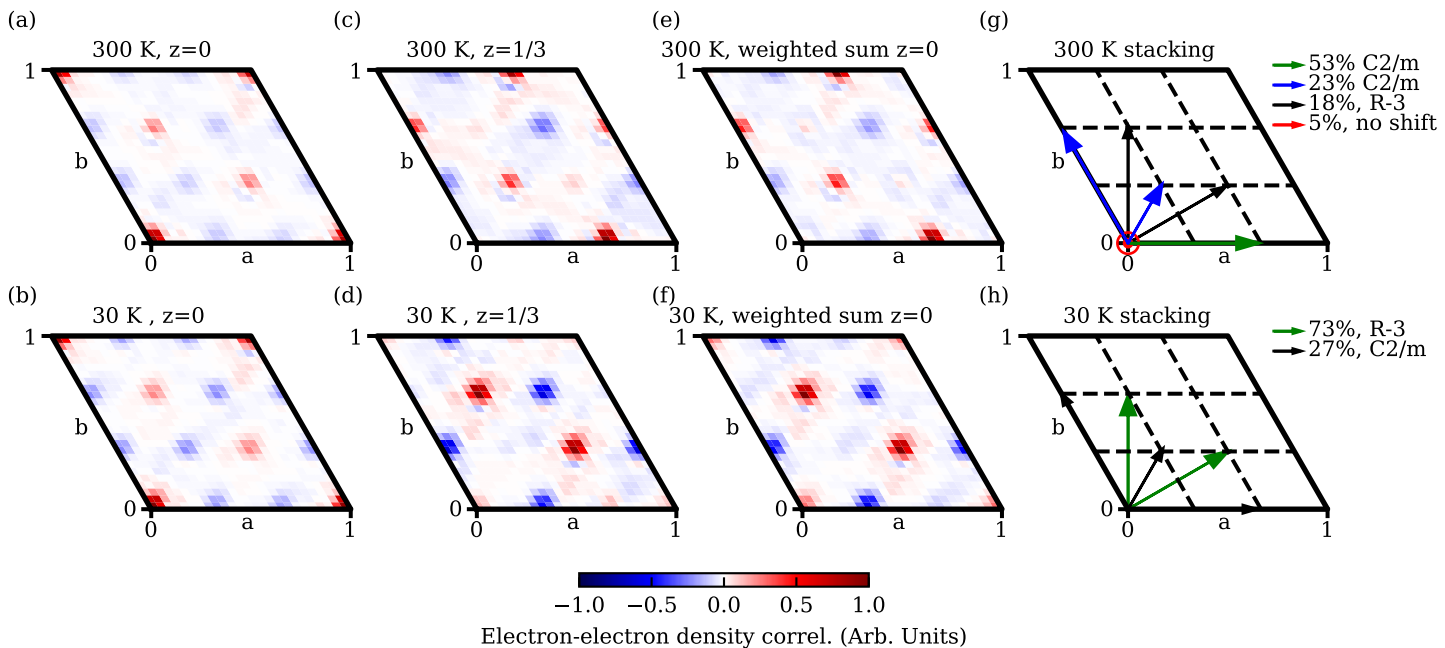 (a)
300 K, z=0
1
b
0
0
a
1
(c)
300 K, z=1/3
1
b
0
0
a
1
(e)
300 K, weighted sum z=0
1
b
0
0
a
1
(g)
300 K stacking
1
b
0
0
a
1
53% C2/m
23% C2/m
18%, R-3
5%, no shift
(b)
30 K , z=0
1
b
0
0
a
1
(d)
30 K , z=1/3
1
b
0
0
a
1
(f)
30 K, weighted sum z=0
1
b
0
0
a
1
(h)
30 K stacking
1
b
0
0
a
1
73%, R-3
27%, C2/m
−1.0 −0.5 0.0 0.5 1.0
Electron-electron density correl. (Arb. Units)